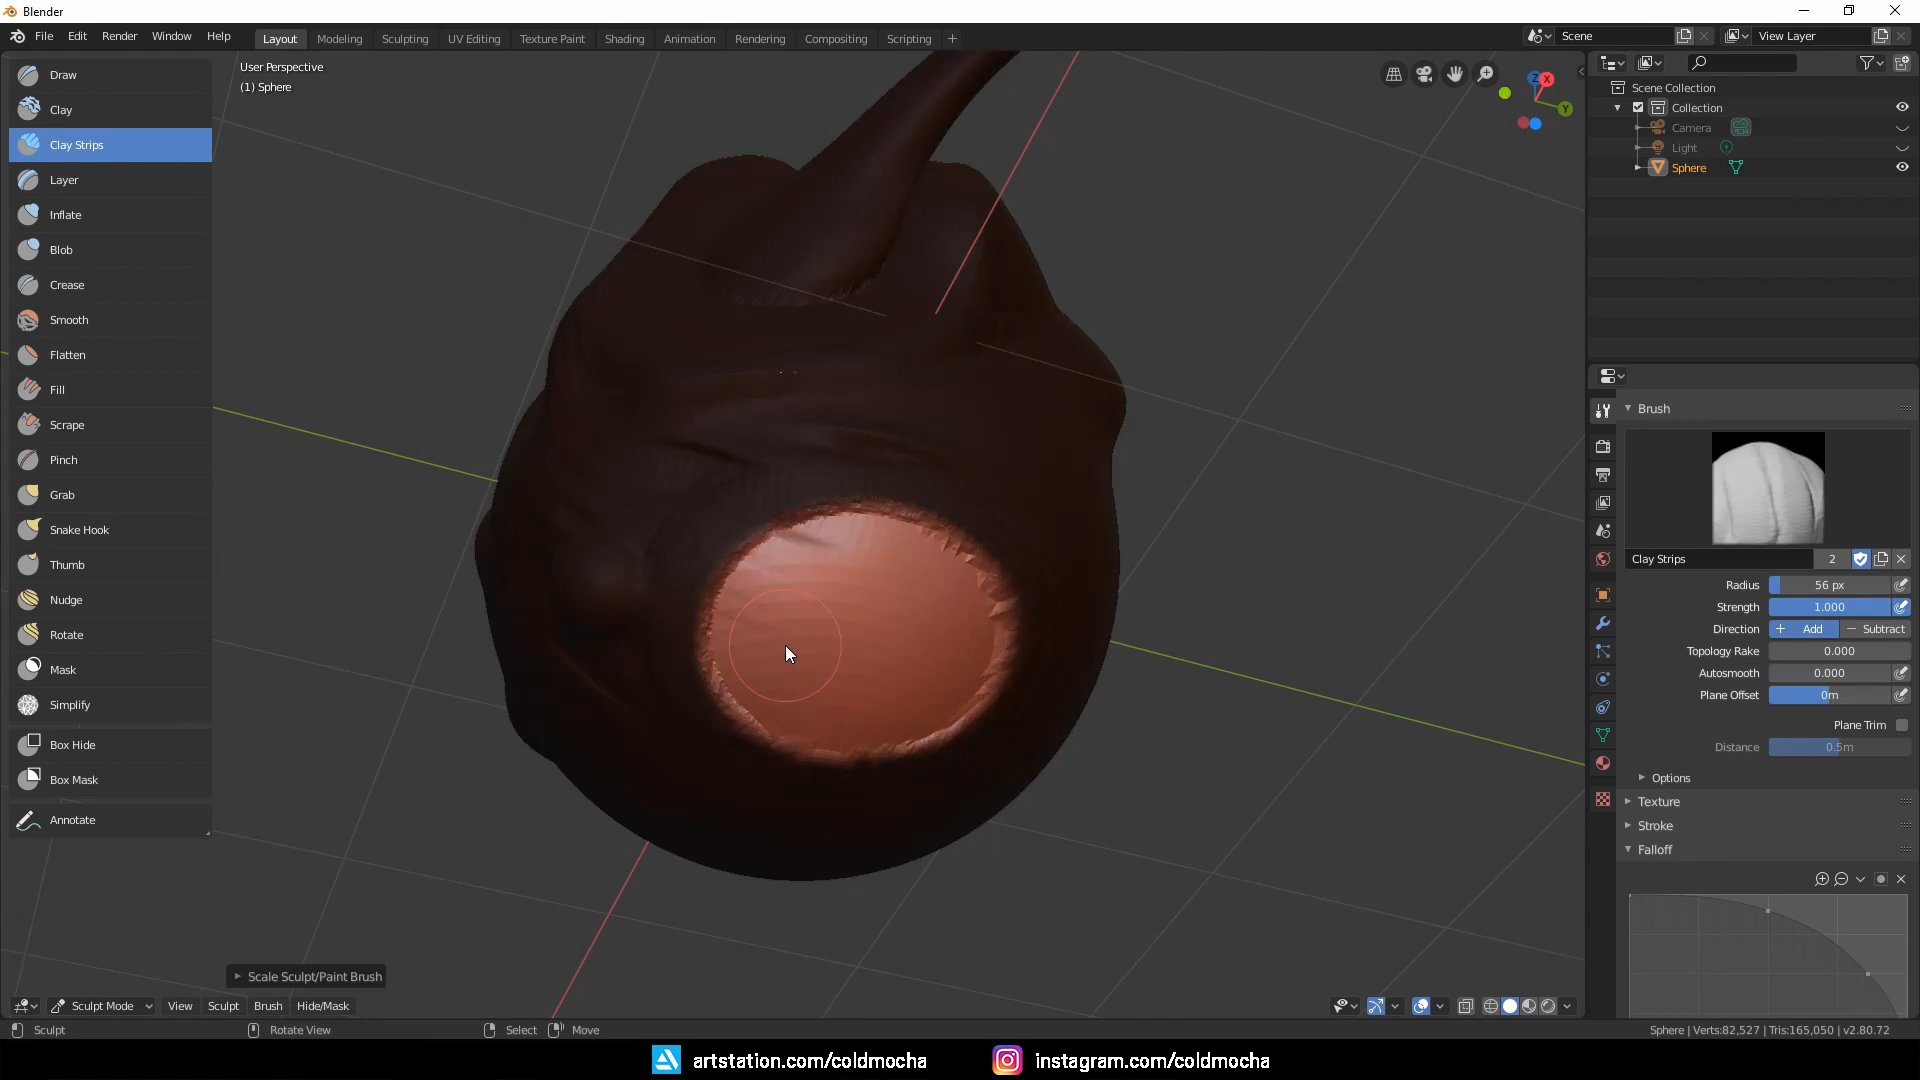 Blender
File Edit Render Window Help
Layout Modeling Sculpting UV Editing Texture Paint Shading Animation Rendering Compositing Scripting +
Scene
View Layer
User Perspective
(1) Sphere
Draw
Clay
Clay Strips
Layer
Inflate
Blob
Crease
Smooth
Flatten
Fill
Scrape
Pinch
Grab
Snake Hook
Thumb
Nudge
Rotate
Mask
Simplify
Box Hide
Box Mask
Annotate
Z X
Y
Scene Collection
Collection
Camera
Light
Sphere
Brush
Clay Strips 2
Radius 56 px
Strength 1.000
Direction + Add − Subtract
Topology Rake 0.000
Autosmooth 0.000
Plane Offset 0m
Plane Trim
Distance 0.5m
Options
Texture
Stroke
Falloff
Scale Sculpt/Paint Brush
Sculpt Mode View Sculpt Brush Hide/Mask
Sculpt Rotate View Select Move
Sphere | Verts:82,527 | Tris:165,050 | v2.80.72
artstation.com/coldmocha instagram.com/coldmocha